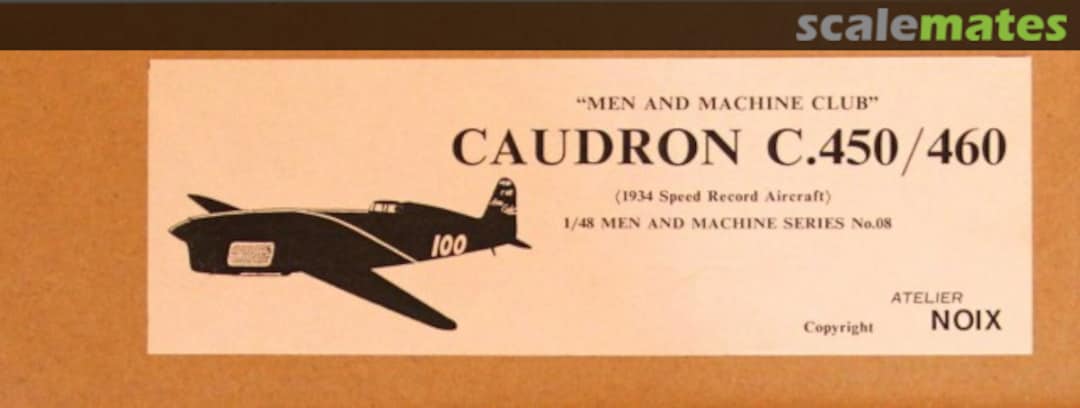 scalemates
"MEN AND MACHINE CLUB"
CAUDRON C.450/460
(1934 Speed Record Aircraft)
1/48 MEN AND MACHINE SERIES No.08
100
ATELIER
Copyright NOIX